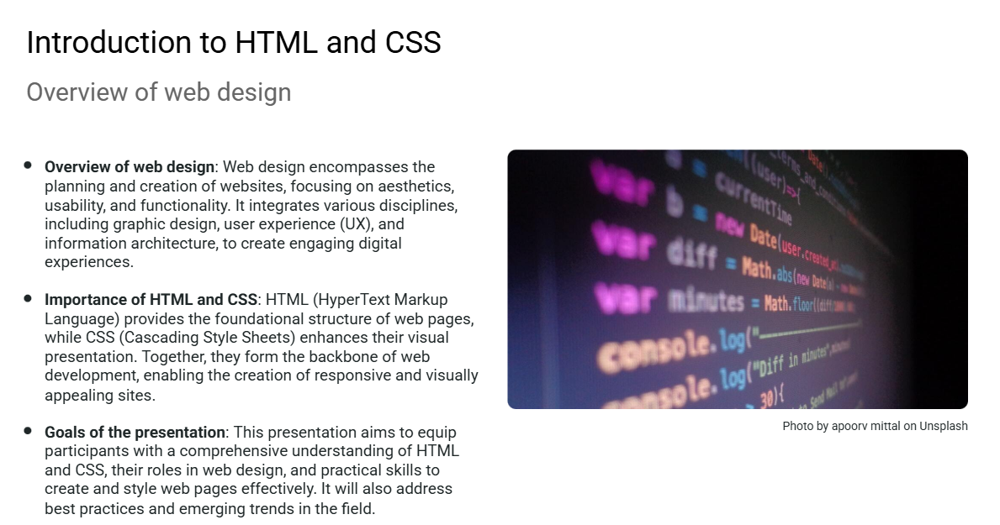 Introduction to HTML and CSS
Overview of web design
Overview of web design: Web design encompasses the
planning and creation of websites, focusing on aesthetics,
usability, and functionality. It integrates various disciplines,
including graphic design, user experience (UX), and
information architecture, to create engaging digital
experiences.
Importance of HTML and CSS: HTML (HyperText Markup
Language) provides the foundational structure of web pages,
while CSS (Cascading Style Sheets) enhances their visual
presentation. Together, they form the backbone of web
development, enabling the creation of responsive and visually
appealing sites.
Goals of the presentation: This presentation aims to equip
participants with a comprehensive understanding of HTML
and CSS, their roles in web design, and practical skills to
create and style web pages effectively. It will also address
best practices and emerging trends in the field.
((user)=>{
var b = currentTime
b = new Date(user.created_at
var diff = Math.abs(new Date(a) -
var minutes = Math.floor((diff/1000)
console.log("
console.log("Diff in minutes",minutes)
30){
Photo by apoorv mittal on Unsplash